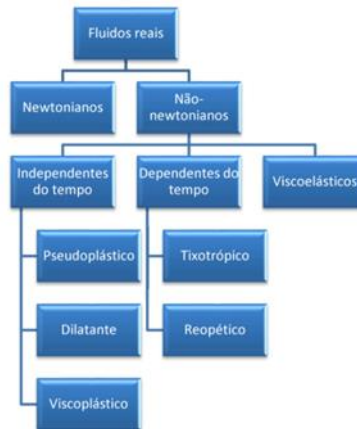 Fluidos reais
Newtonianos
Não-
newtonianos
Independentes
do tempo
Dependentes do
tempo
Viscoelásticos
Pseudoplástico
Tixotrópico
Dilatante
Reopético
Viscoplástico